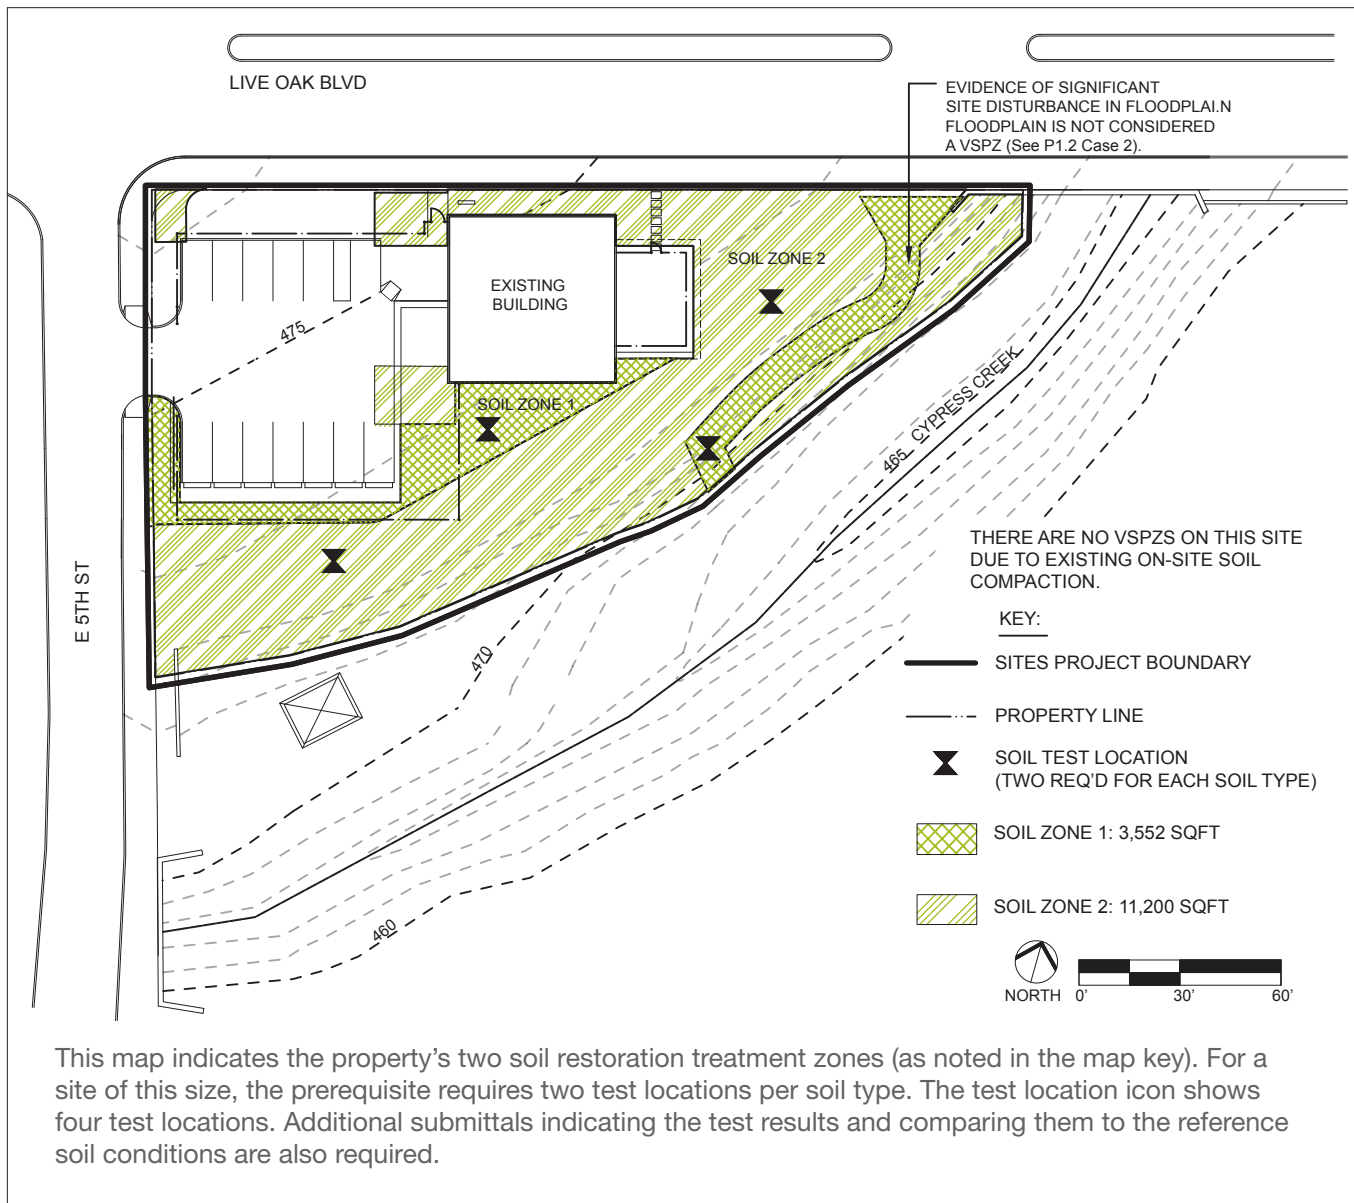 LIVE OAK BLVD
EVIDENCE OF SIGNIFICANT
SITE DISTURBANCE IN FLOODPLAI.N
FLOODPLAIN IS NOT CONSIDERED
A VSPZ (See P1.2 Case 2).
SOIL ZONE 2
EXISTING
BUILDING
475
SOIL ZONE 1
CYPRESS CREEK
465
E 5TH ST
470
460
THERE ARE NO VSPZS ON THIS SITE
DUE TO EXISTING ON-SITE SOIL
COMPACTION.
KEY:
SITES PROJECT BOUNDARY
PROPERTY LINE
SOIL TEST LOCATION
(TWO REQ'D FOR EACH SOIL TYPE)
SOIL ZONE 1: 3,552 SQFT
SOIL ZONE 2: 11,200 SQFT
NORTH 0' 30' 60'
This map indicates the property's two soil restoration treatment zones (as noted in the map key). For a
site of this size, the prerequisite requires two test locations per soil type. The test location icon shows
four test locations. Additional submittals indicating the test results and comparing them to the reference
soil conditions are also required.